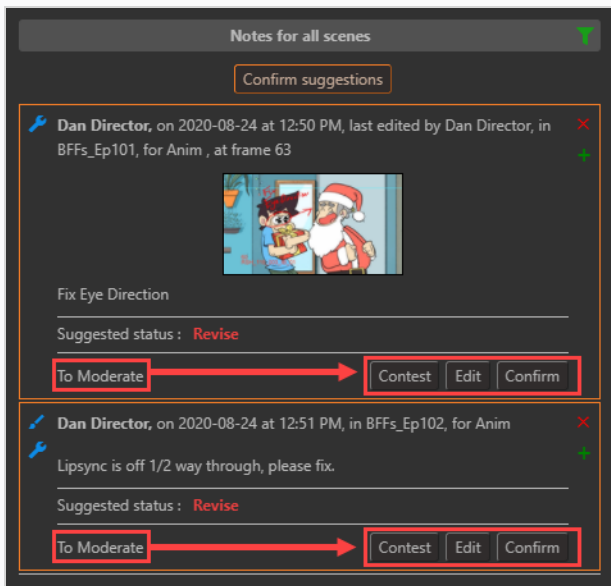 Notes for all scenes
Confirm suggestions
Dan Director, on 2020-08-24 at 12:50 PM, last edited by Dan Director, in
BFFs_Ep101, for Anim , at frame 63
Fix Eye Direction
Suggested status : Revise
To Moderate Contest Edit Confirm
Dan Director, on 2020-08-24 at 12:51 PM, in BFFs_Ep102, for Anim
Lipsync is off 1/2 way through, please fix.
Suggested status : Revise
To Moderate Contest Edit Confirm